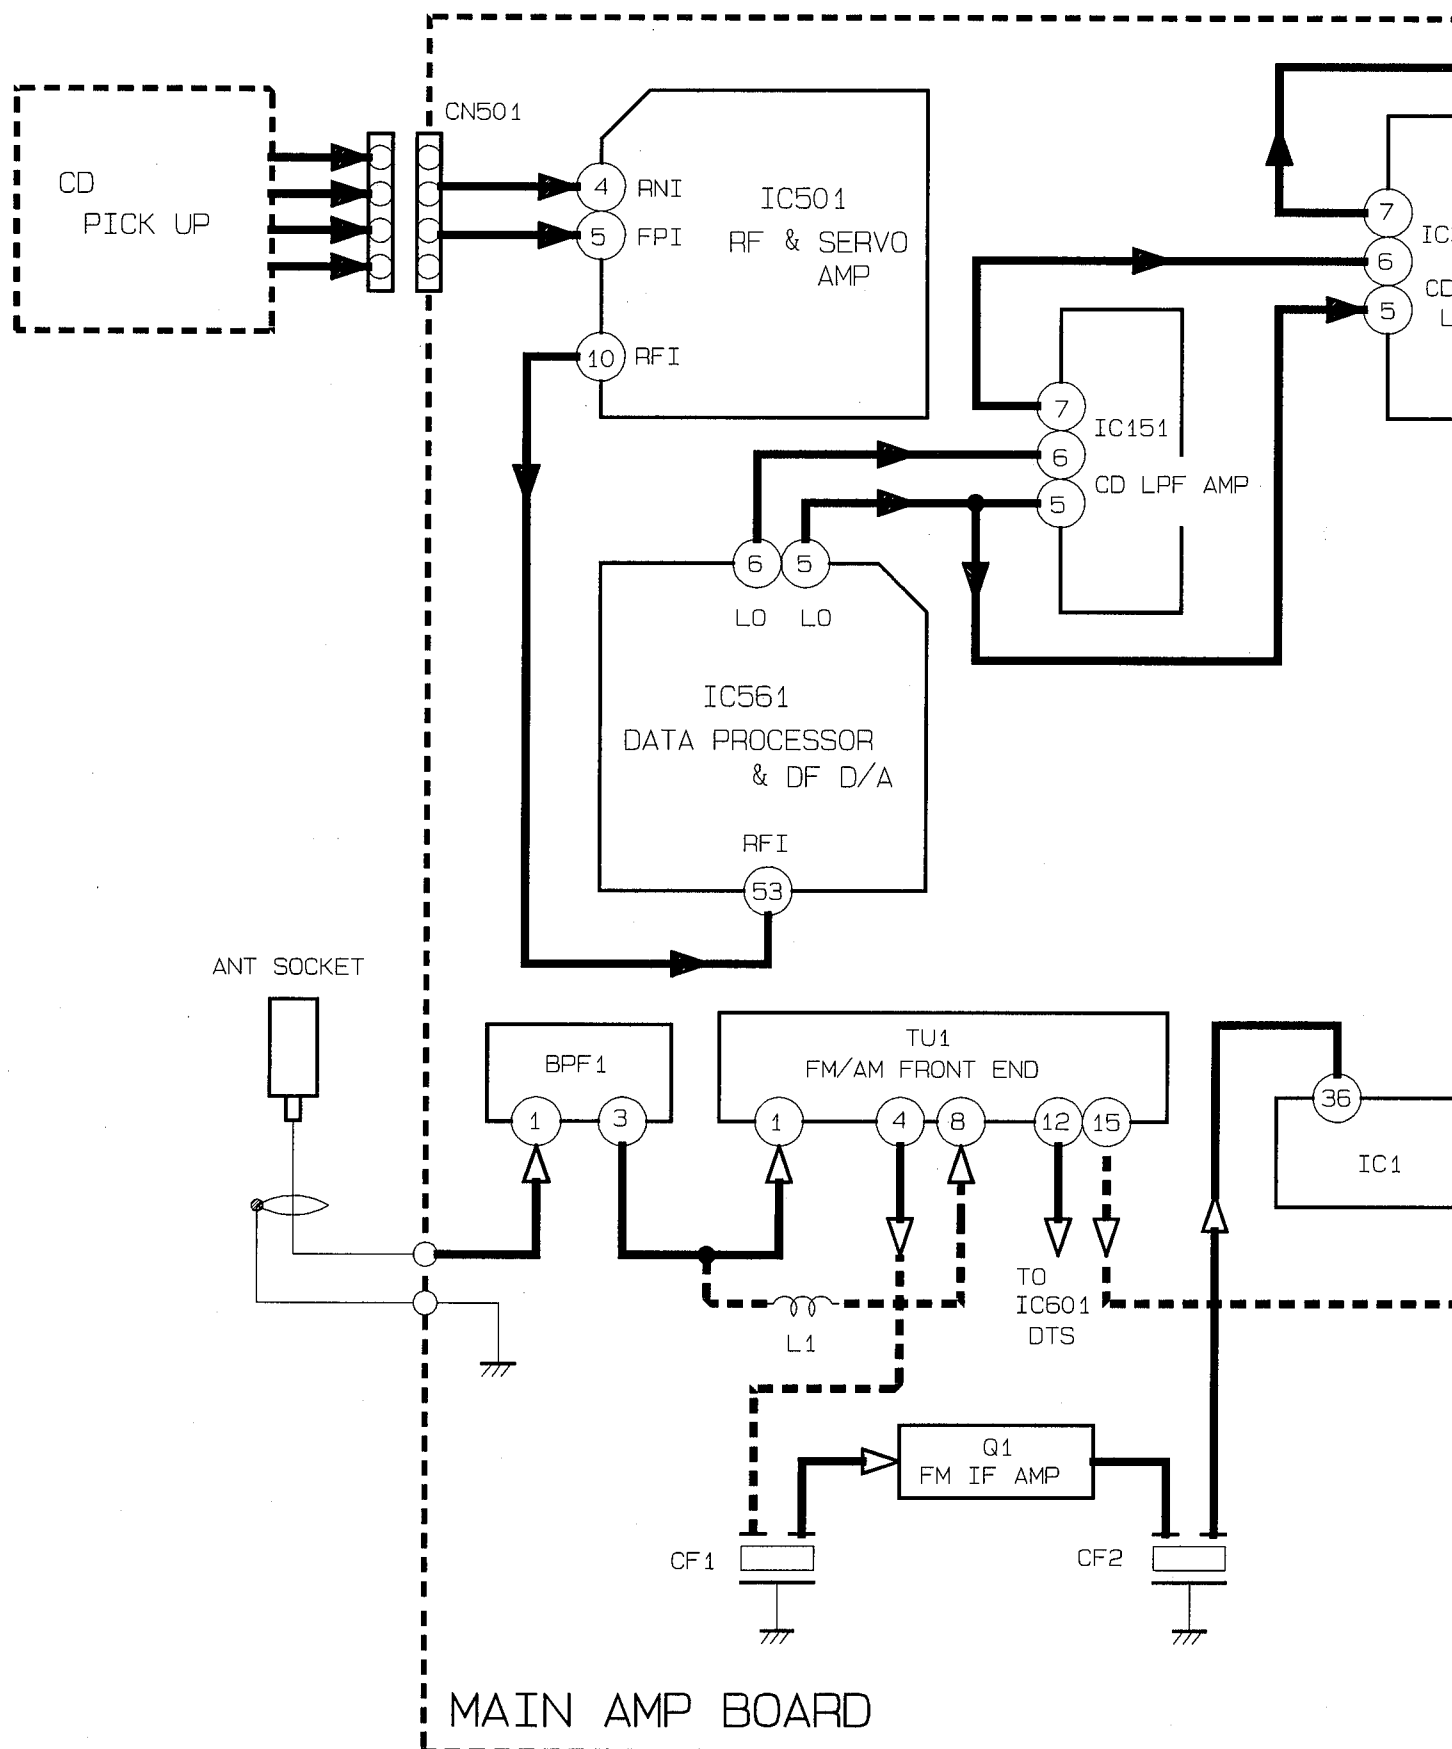 CN501
CD
PICK UP
4 RNI
5 FPI
IC501
RF & SERVO
AMP
10 RFI
7
6
5
7
6
5
IC151
CD LPF AMP
6 5
LO LO
IC561
DATA PROCESSOR
& DF D/A
RFI
53
ANT SOCKET
BPF1
1 3
TU1
FM/AM FRONT END
1 4 8 12 15
36
IC1
TO
IC601
DTS
L1
Q1
FM IF AMP
CF1
CF2
MAIN AMP BOARD